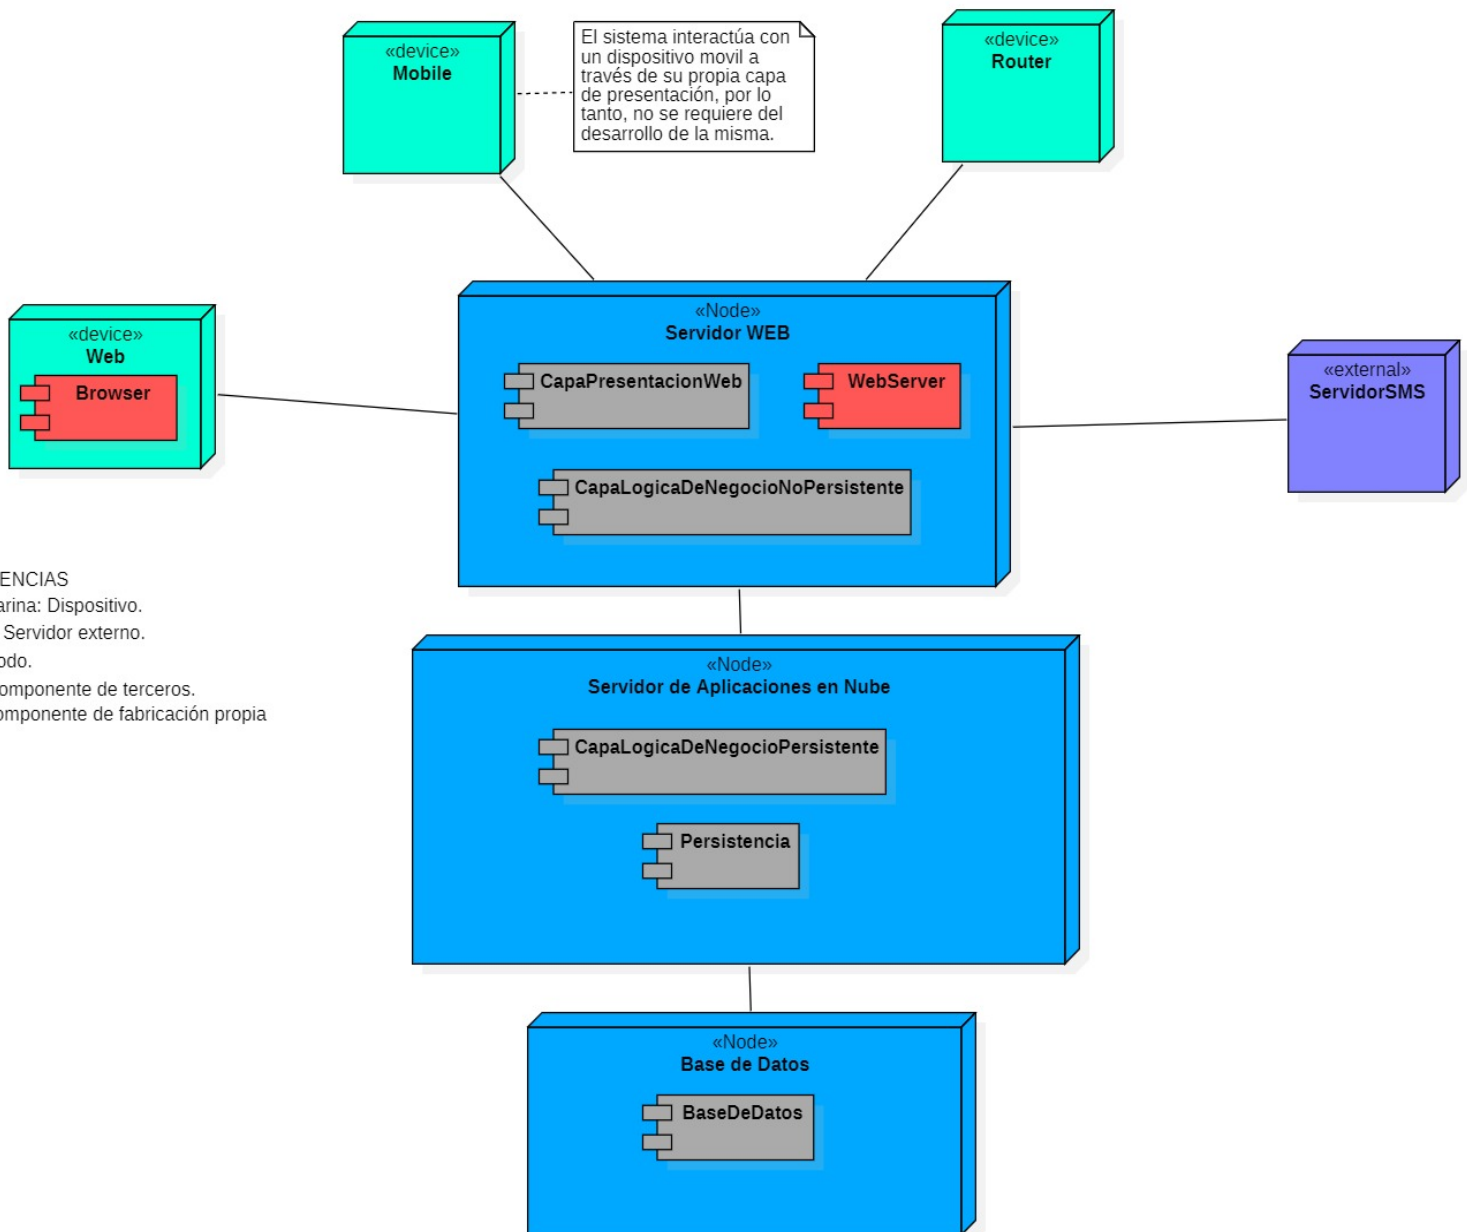 «device»
Mobile
El sistema interactúa con
un dispositivo movil a
través de su propia capa
de presentación, por lo
tanto, no se requiere del
desarrollo de la misma.
«device»
Router
«device»
Web
Browser
«Node»
Servidor WEB
CapaPresentacionWeb
WebServer
CapaLogicaDeNegocioNoPersistente
«external»
ServidorSMS
ENCIAS
arina: Dispositivo.
Servidor externo.
odo.
omponente de terceros.
omponente de fabricación propia
«Node»
Servidor de Aplicaciones en Nube
CapaLogicaDeNegocioPersistente
Persistencia
«Node»
Base de Datos
BaseDeDatos